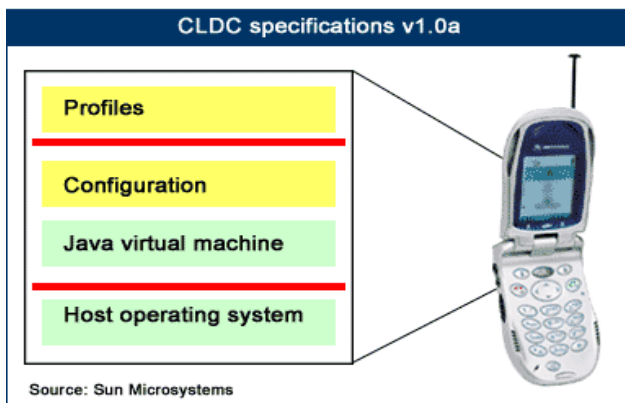 CLDC specifications v1.0a
Profiles
Configuration
Java virtual machine
Host operating system
Source: Sun Microsystems